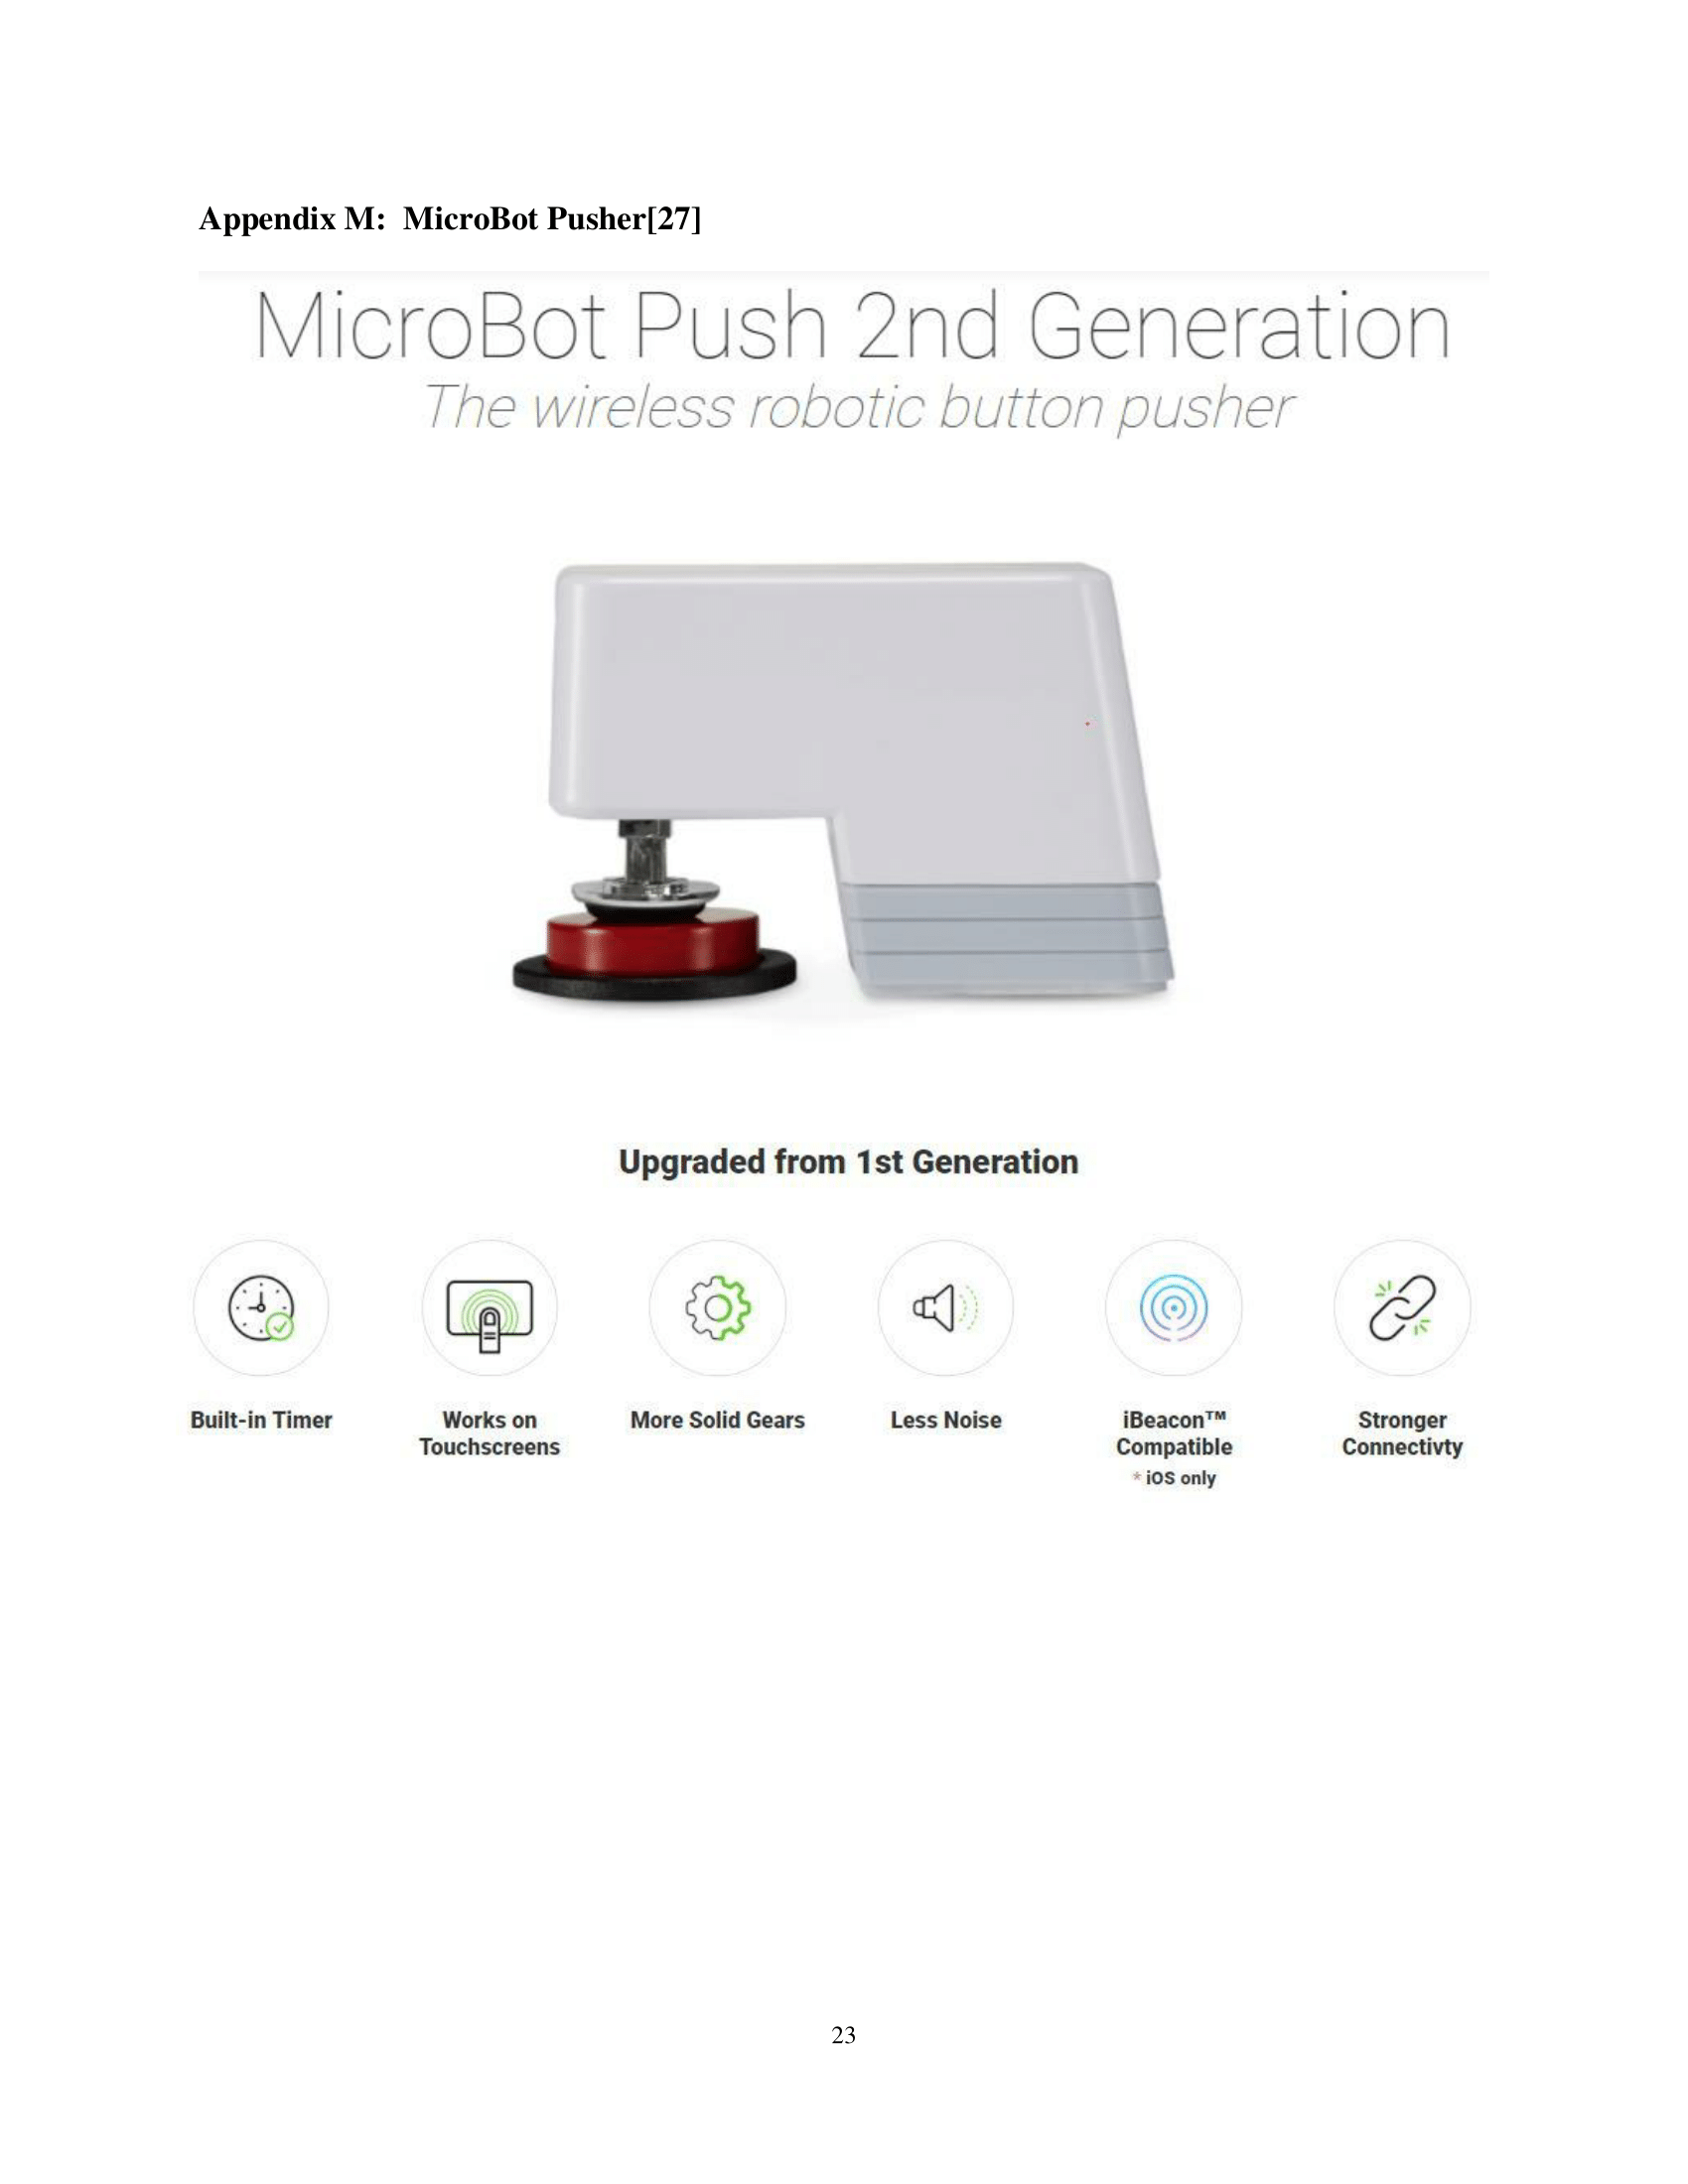 Appendix M: MicroBot Pusher[27]
MicroBot Push 2nd Generation
The wireless robotic button pusher
Upgraded from 1st Generation
Built-in Timer
Works on
Touchscreens
More Solid Gears
Less Noise
iBeacon™
Compatible
* iOS only
Stronger
Connectivty
23